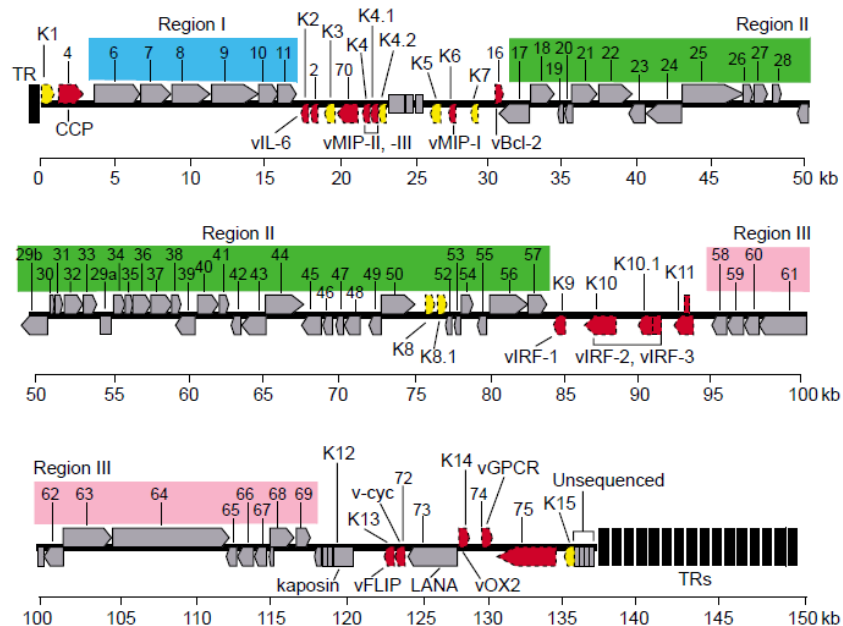 Region I
K2
K4.1
K3
K4
K4.2
Region II
K1
TR
4
6
7
8
9
10
11
2
70
K5
K6
K7
16
17
18
19
20
21
22
23
24
25
26
27
28
CCP
vIL-6
vMIP-II, -III
vMIP-I
vBcl-2
0 5 10 15 20 25 30 35 40 45 50 kb
Region II
Region III
29b
30
31
32
33
29a
34
35
36
37
38
39
40
41
42
43
44
45
46
47
48
49
50
52
53
54
55
56
57
K9
K10
K10.1
K11
58
59
60
61
K8
K8.1
vIRF-1
vIRF-2, vIRF-3
50 55 60 65 70 75 80 85 90 95 100 kb
Region III
62
63
64
65
66
67
68
69
K12
K13
v-cyc
72
73
K14
74
vGPCR
75
K15
Unsequenced
kaposin
vFLIP
LANA
vOX2
TRs
100 105 110 115 120 125 130 135 140 145 150 kb